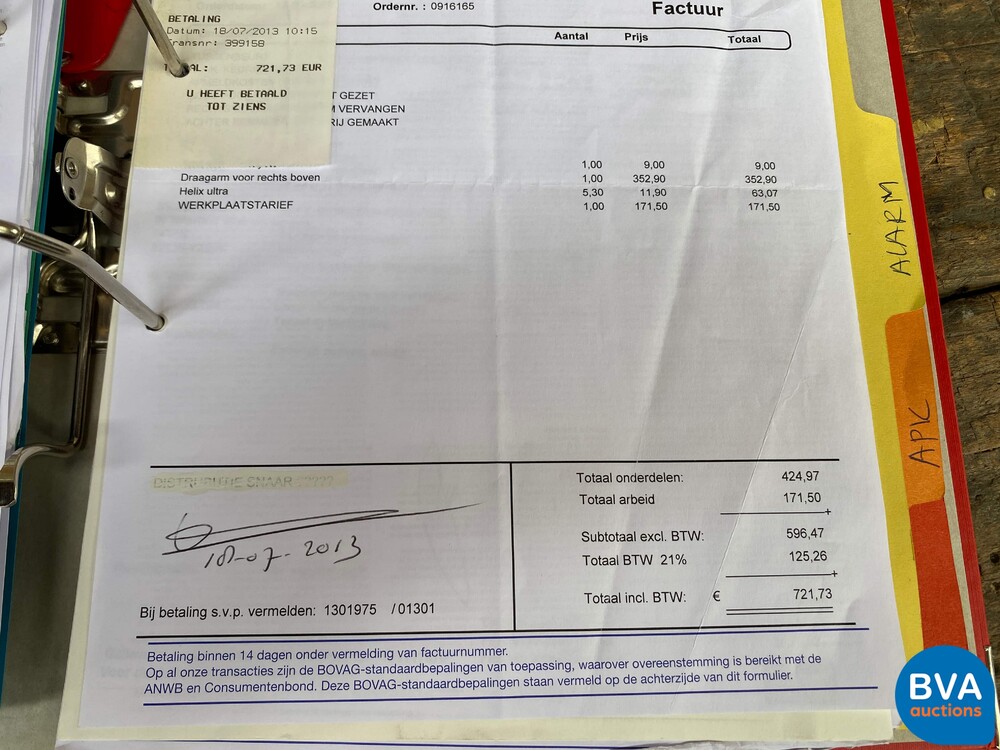 BETALING
Datum: 18/07/2013 10:15
Transnr: 399158
721,73 EUR
U HEEFT BETAALD
TOT ZIENS
Ordernr. : 0916165
Factuur
Aantal Prijs Totaal
T GEZET
VERVANGEN
RIJ GEMAAKT
1,00 9,00 9,00
Draagarm voor rechts boven 1,00 352,90 352,90
Helix ultra 5,30 11,90 63,07
WERKPLAATSTARIEF 1,00 171,50 171,50
DISTRIBUTIE SNAAR ?????
18-07-2013
Totaal onderdelen: 424,97
Totaal arbeid 171,50
+
Subtotaal excl. BTW: 596,47
Totaal BTW 21% 125,26
+
Totaal incl. BTW: € 721,73
Bij betaling s.v.p. vermelden: 1301975 /01301
Betaling binnen 14 dagen onder vermelding van factuurnummer.
Op al onze transacties zijn de BOVAG-standaardbepalingen van toepassing, waarover overeenstemming is bereikt met de
ANWB en Consumentenbond. Deze BOVAG-standaardbepalingen staan vermeld op de achterzijde van dit formulier.
ALARM
APK
BVA
auctions